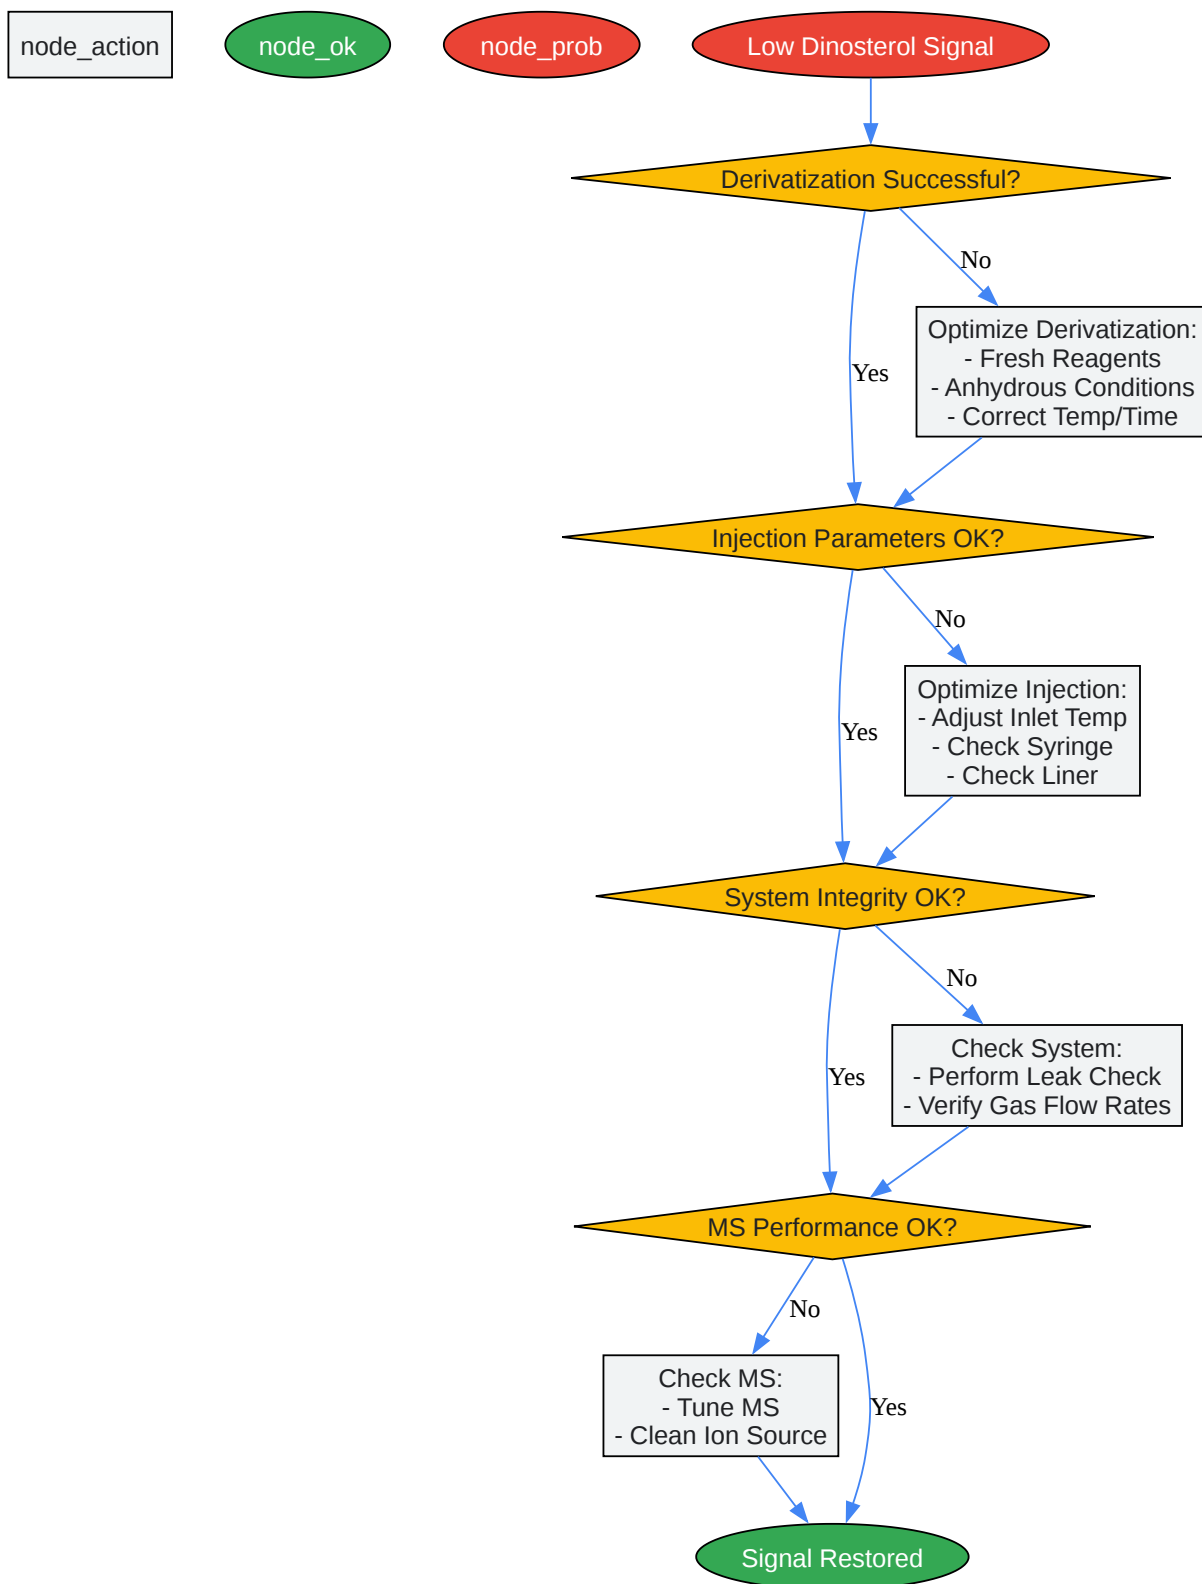 node_action
node_ok
node_prob
Low Dinosterol Signal
Derivatization Successful?
No
Optimize Derivatization:
- Fresh Reagents
- Anhydrous Conditions
- Correct Temp/Time
Yes
Injection Parameters OK?
No
Optimize Injection:
- Adjust Inlet Temp
- Check Syringe
- Check Liner
Yes
System Integrity OK?
No
Check System:
- Perform Leak Check
- Verify Gas Flow Rates
Yes
MS Performance OK?
No
Check MS:
- Tune MS
- Clean Ion Source
Yes
Signal Restored